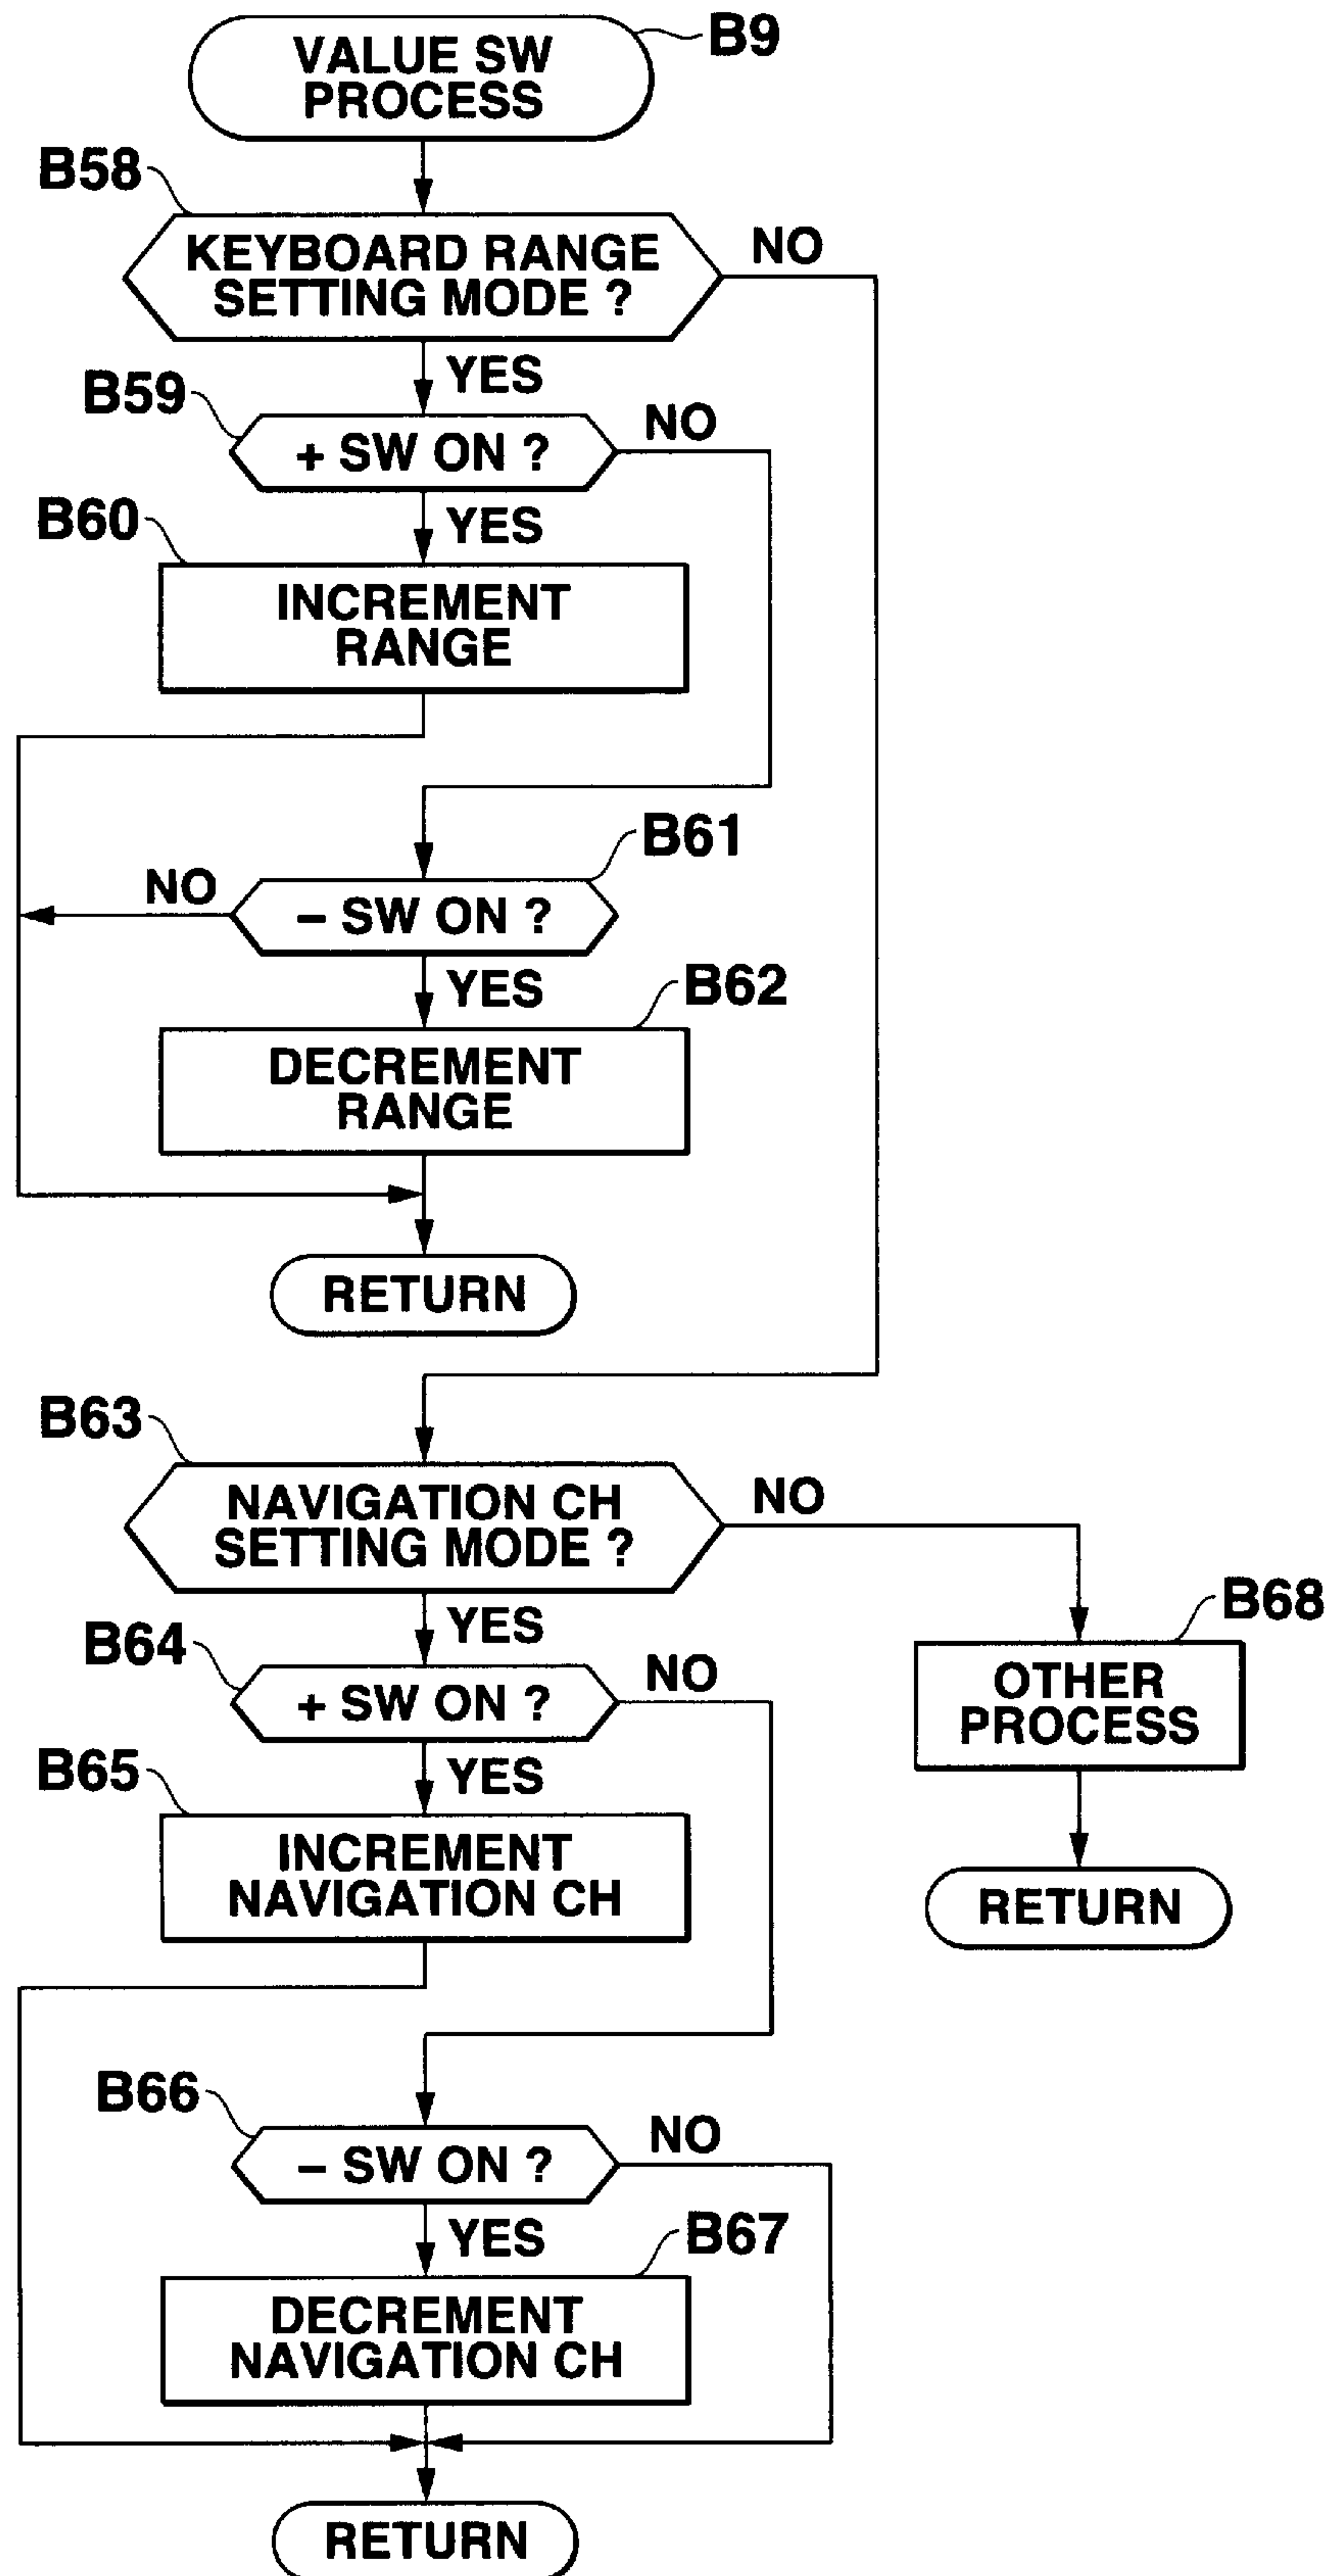 VALUE SW
PROCESS
B9
B58
KEYBOARD RANGE
SETTING MODE ?
NO
YES
B59
+ SW ON ?
NO
YES
B60
INCREMENT
RANGE
B61
NO
– SW ON ?
YES
B62
DECREMENT
RANGE
RETURN
B63
NAVIGATION CH
SETTING MODE ?
NO
YES
B68
OTHER
PROCESS
RETURN
B64
+ SW ON ?
NO
YES
B65
INCREMENT
NAVIGATION CH
B66
– SW ON ?
NO
YES
B67
DECREMENT
NAVIGATION CH
RETURN